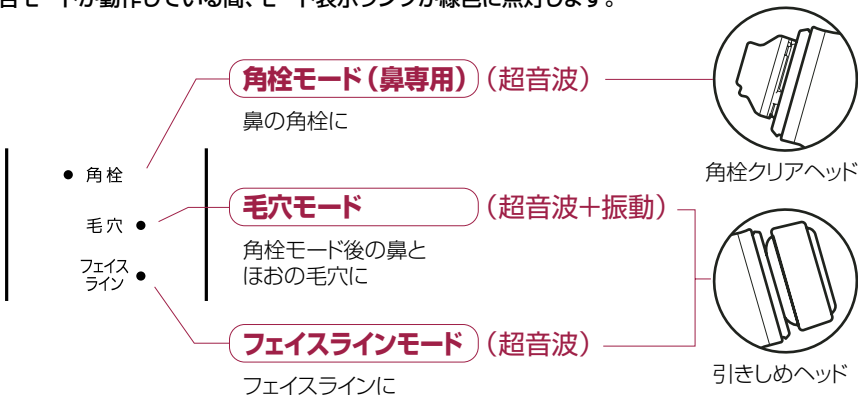 各モードが動作している間、モード表示ランプが緑色に点灯します。
角栓モード（鼻専用）（超音波）
鼻の角栓に
角栓クリアヘッド
角栓
毛穴
フェイス
ライン
毛穴モード（超音波＋振動）
角栓モード後の鼻と
ほおの毛穴に
フェイスラインモード（超音波）
フェイスラインに
引きしめヘッド